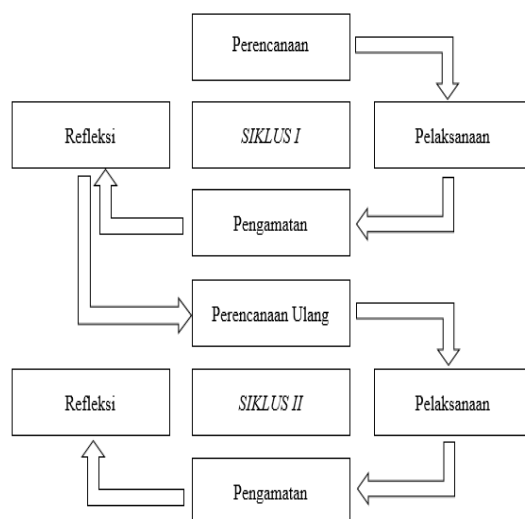 Perencanaan
Refleksi
SIKLUS I
Pelaksanaan
Pengamatan
Perencanaan Ulang
Refleksi
SIKLUS II
Pelaksanaan
Pengamatan